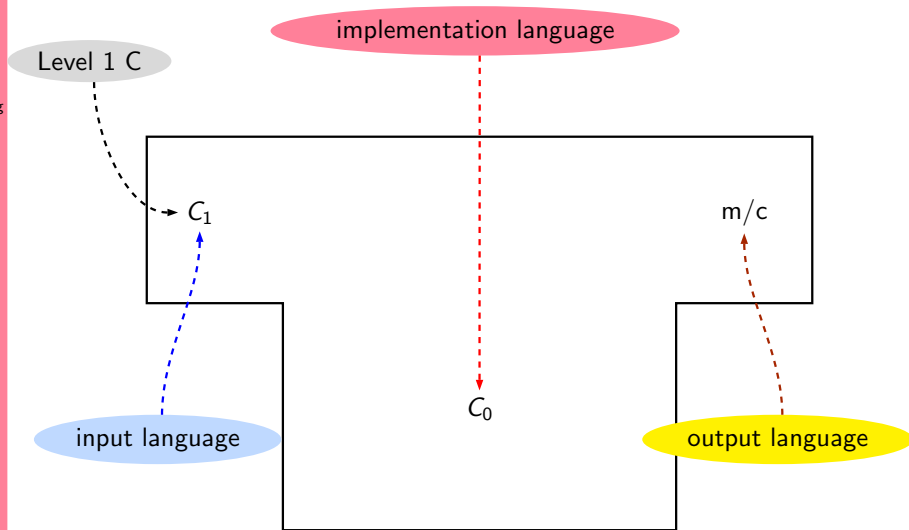 implementation language
Level 1 C
g
C₁
m/c
C₀
input language
output language